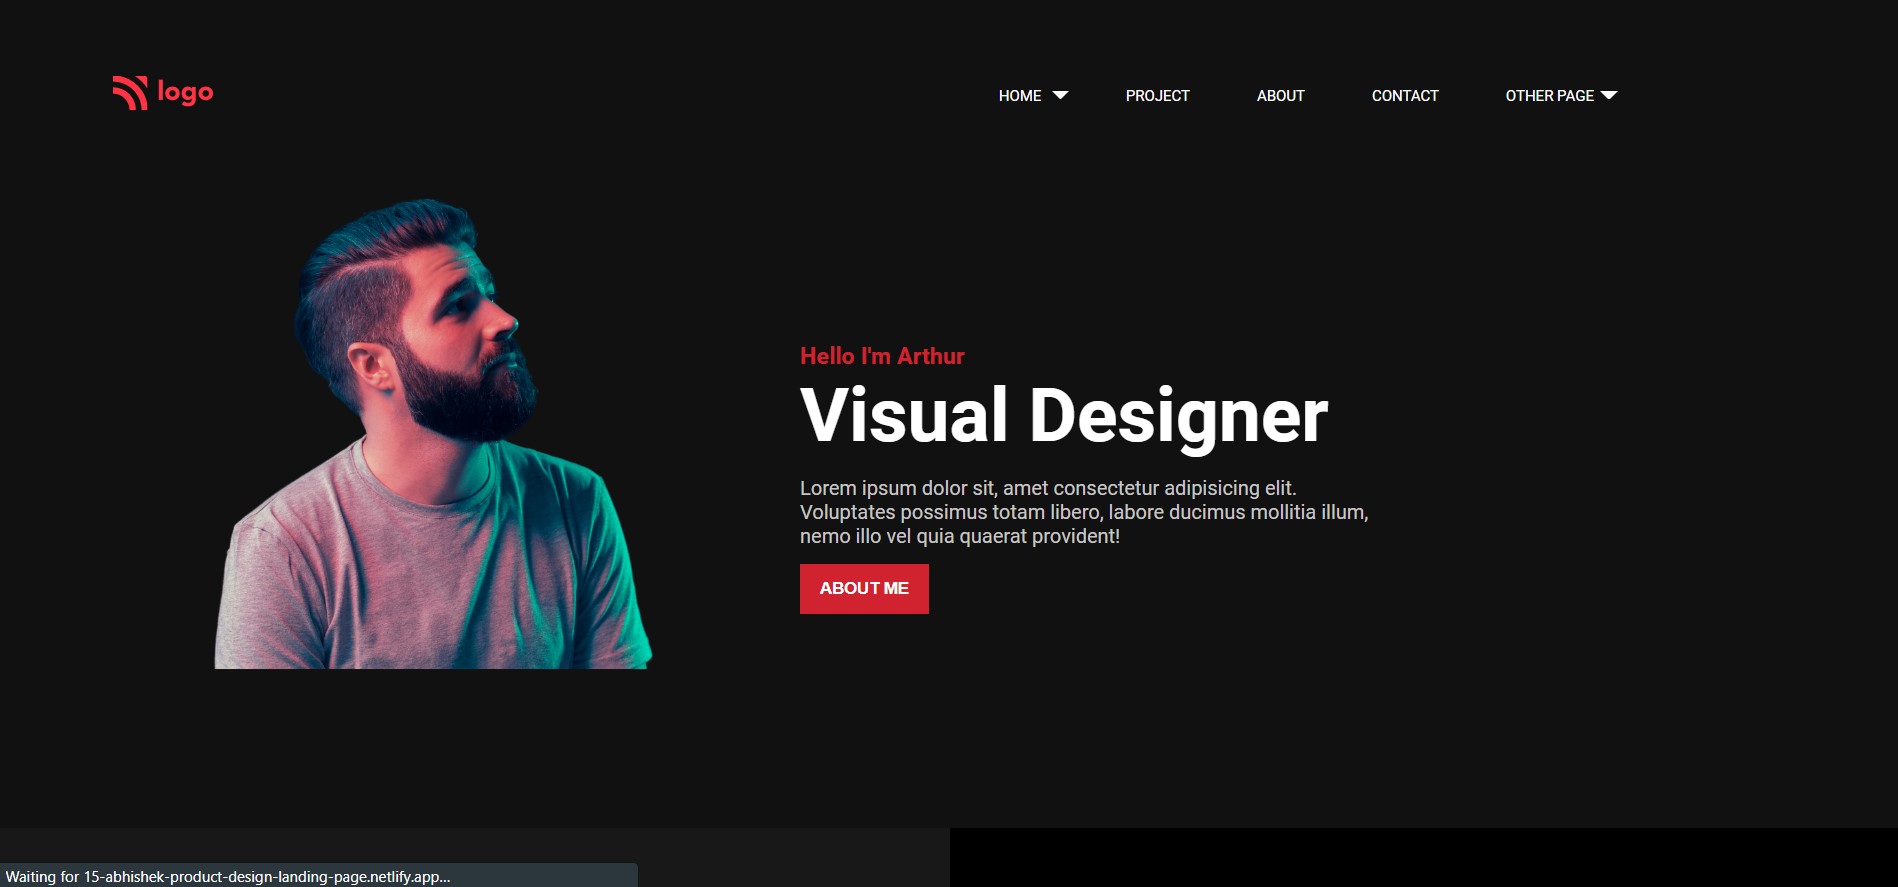 logo
HOME
PROJECT
ABOUT
CONTACT
OTHER PAGE
Hello I'm Arthur
Visual Designer
Lorem ipsum dolor sit, amet consectetur adipisicing elit.
Voluptates possimus totam libero, labore ducimus mollitia illum,
nemo illo vel quia quaerat provident!
ABOUT ME
Waiting for 15-abhishek-product-design-landing-page.netlify.app...